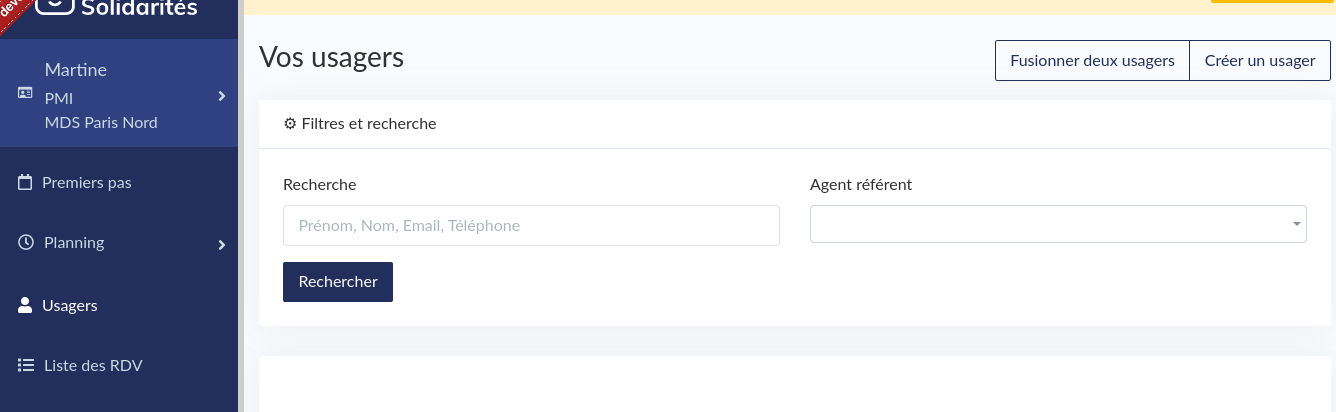 dev
Solidarités
Martine
PMI
MDS Paris Nord
Premiers pas
Planning
Usagers
Liste des RDV
Vos usagers
Fusionner deux usagers
Créer un usager
Filtres et recherche
Recherche
Prénom, Nom, Email, Téléphone
Agent référent
Rechercher